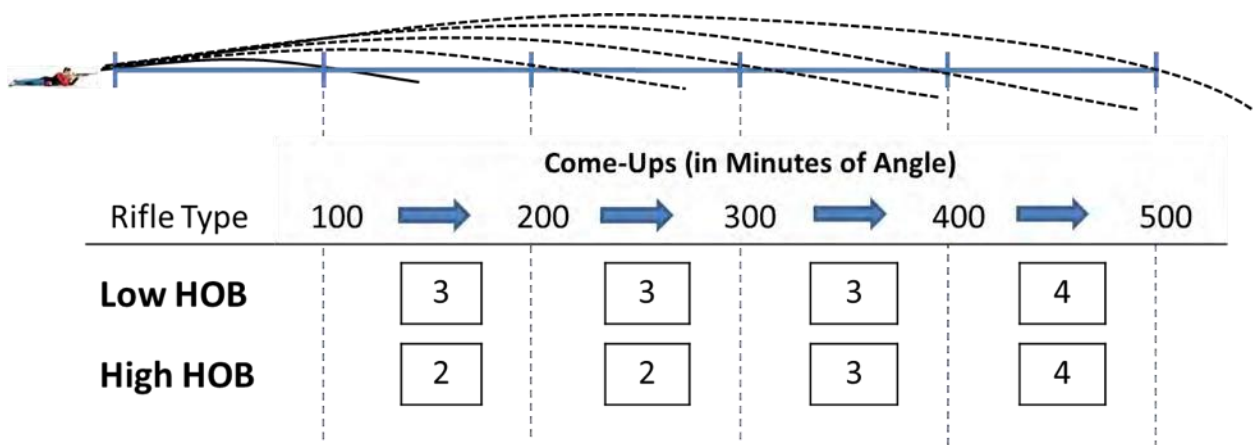 Come-Ups (in Minutes of Angle)
Rifle Type 100 200 300 400 500
Low HOB 3 3 3 4
High HOB 2 2 3 4